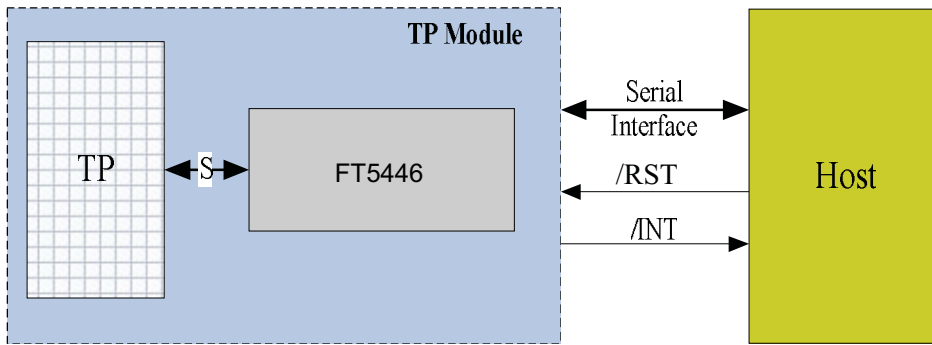 TP Module
TP
S
FT5446
Serial
Interface
/RST
/INT
Host